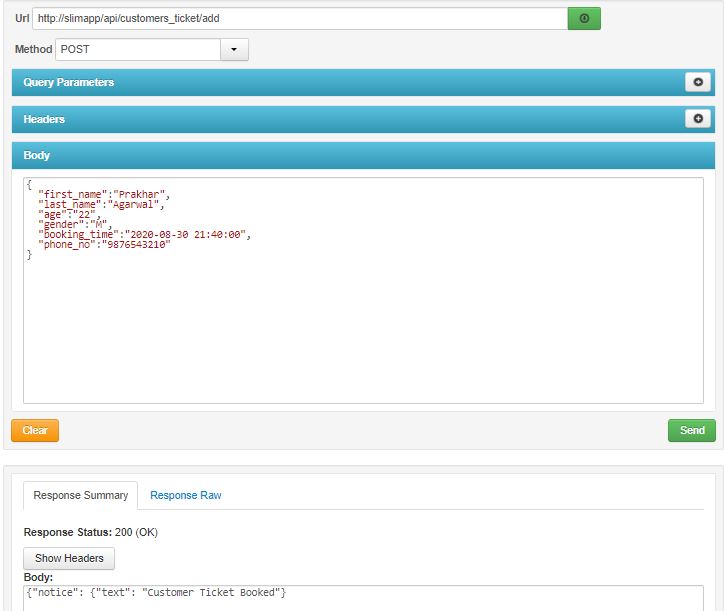 Url http://slimapp/api/customers_ticket/add
Method POST
Query Parameters
Headers
Body
{
"first_name":"Prakhar",
"last_name":"Agarwal",
"age":"22",
"gender":"M",
"booking_time":"2020-08-30 21:40:00",
"phone_no":"9876543210"
}
Clear Send
Response Summary Response Raw
Response Status: 200 (OK)
Show Headers
Body:
{"notice": {"text": "Customer Ticket Booked"}